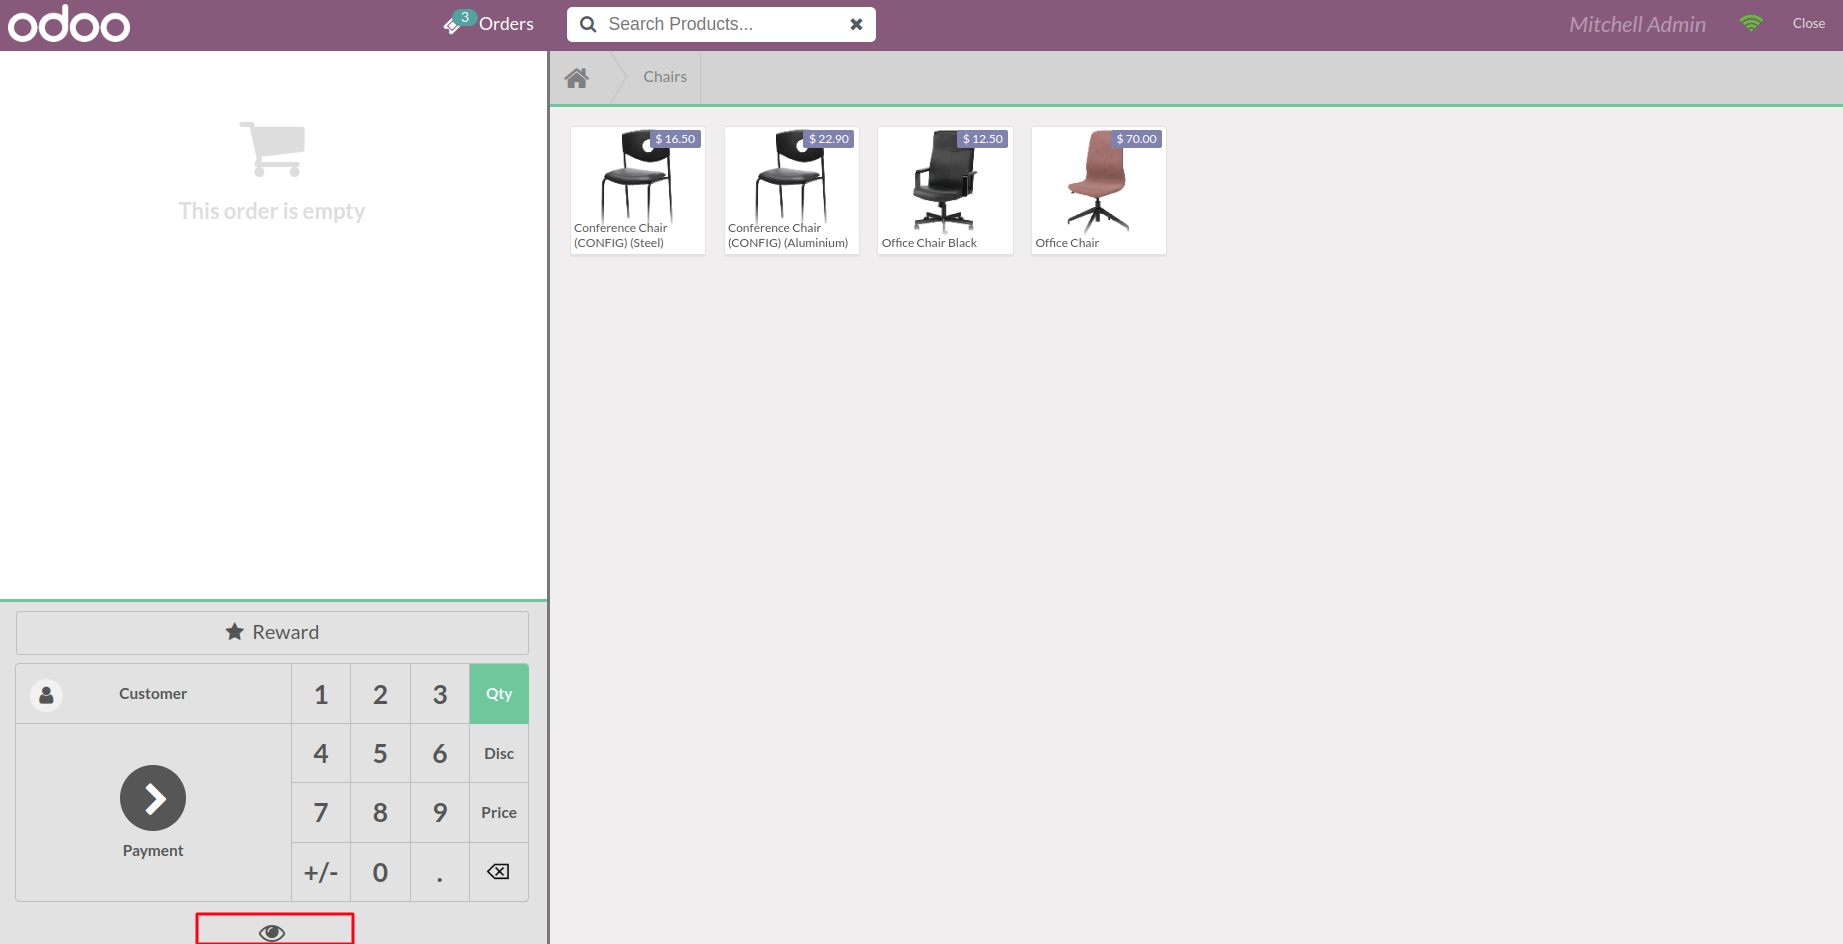 odoo
3
Orders
Search Products...
Mitchell Admin
Close
This order is empty
Chairs
$ 16.50
Conference Chair
(CONFIG) (Steel)
$ 22.90
Conference Chair
(CONFIG) (Aluminium)
$ 12.50
Office Chair Black
$ 70.00
Office Chair
Reward
Customer
1 2 3 Qty
4 5 6 Disc
7 8 9 Price
Payment
+/- 0 .